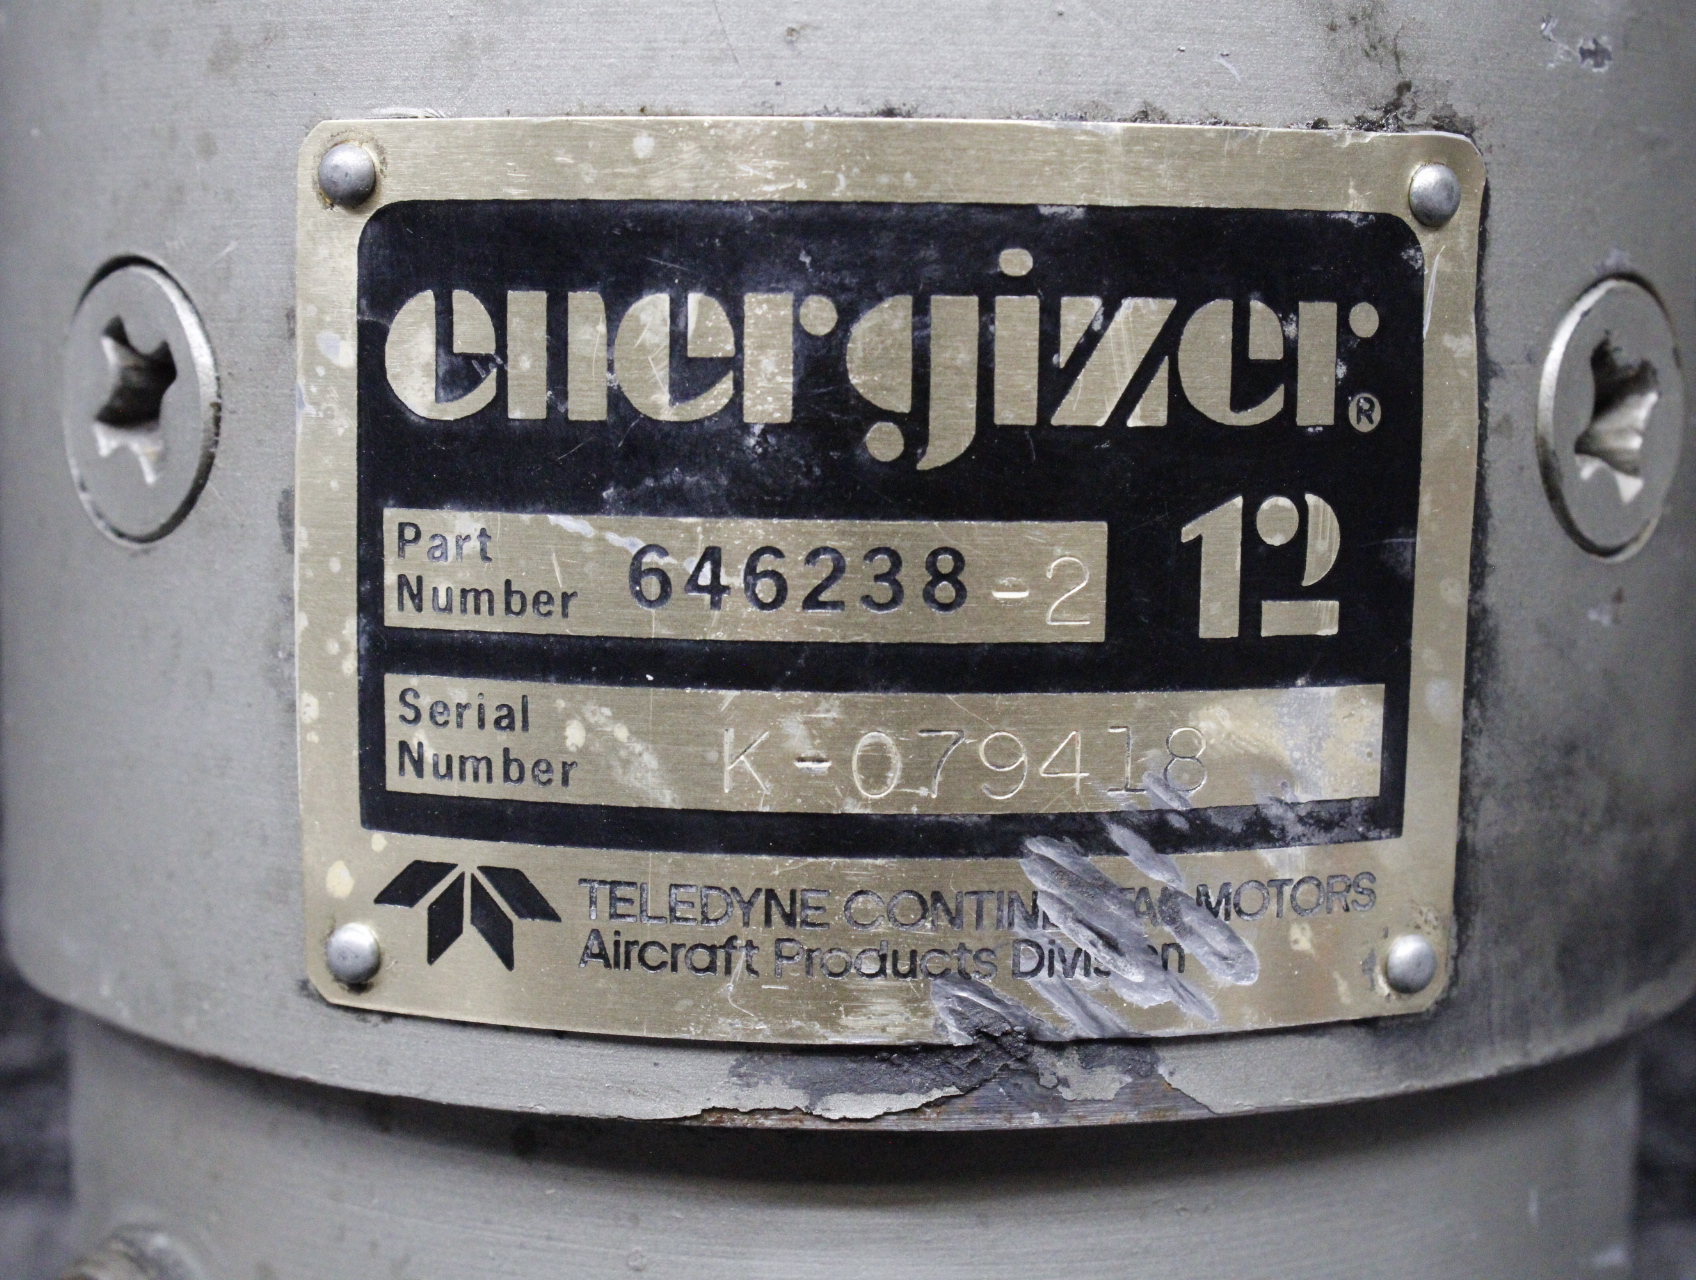 energizer®
12
Part
Number 646238-2
Serial
Number K-079418
TELEDYNE CONTINENTAL MOTORS
Aircraft Products Division